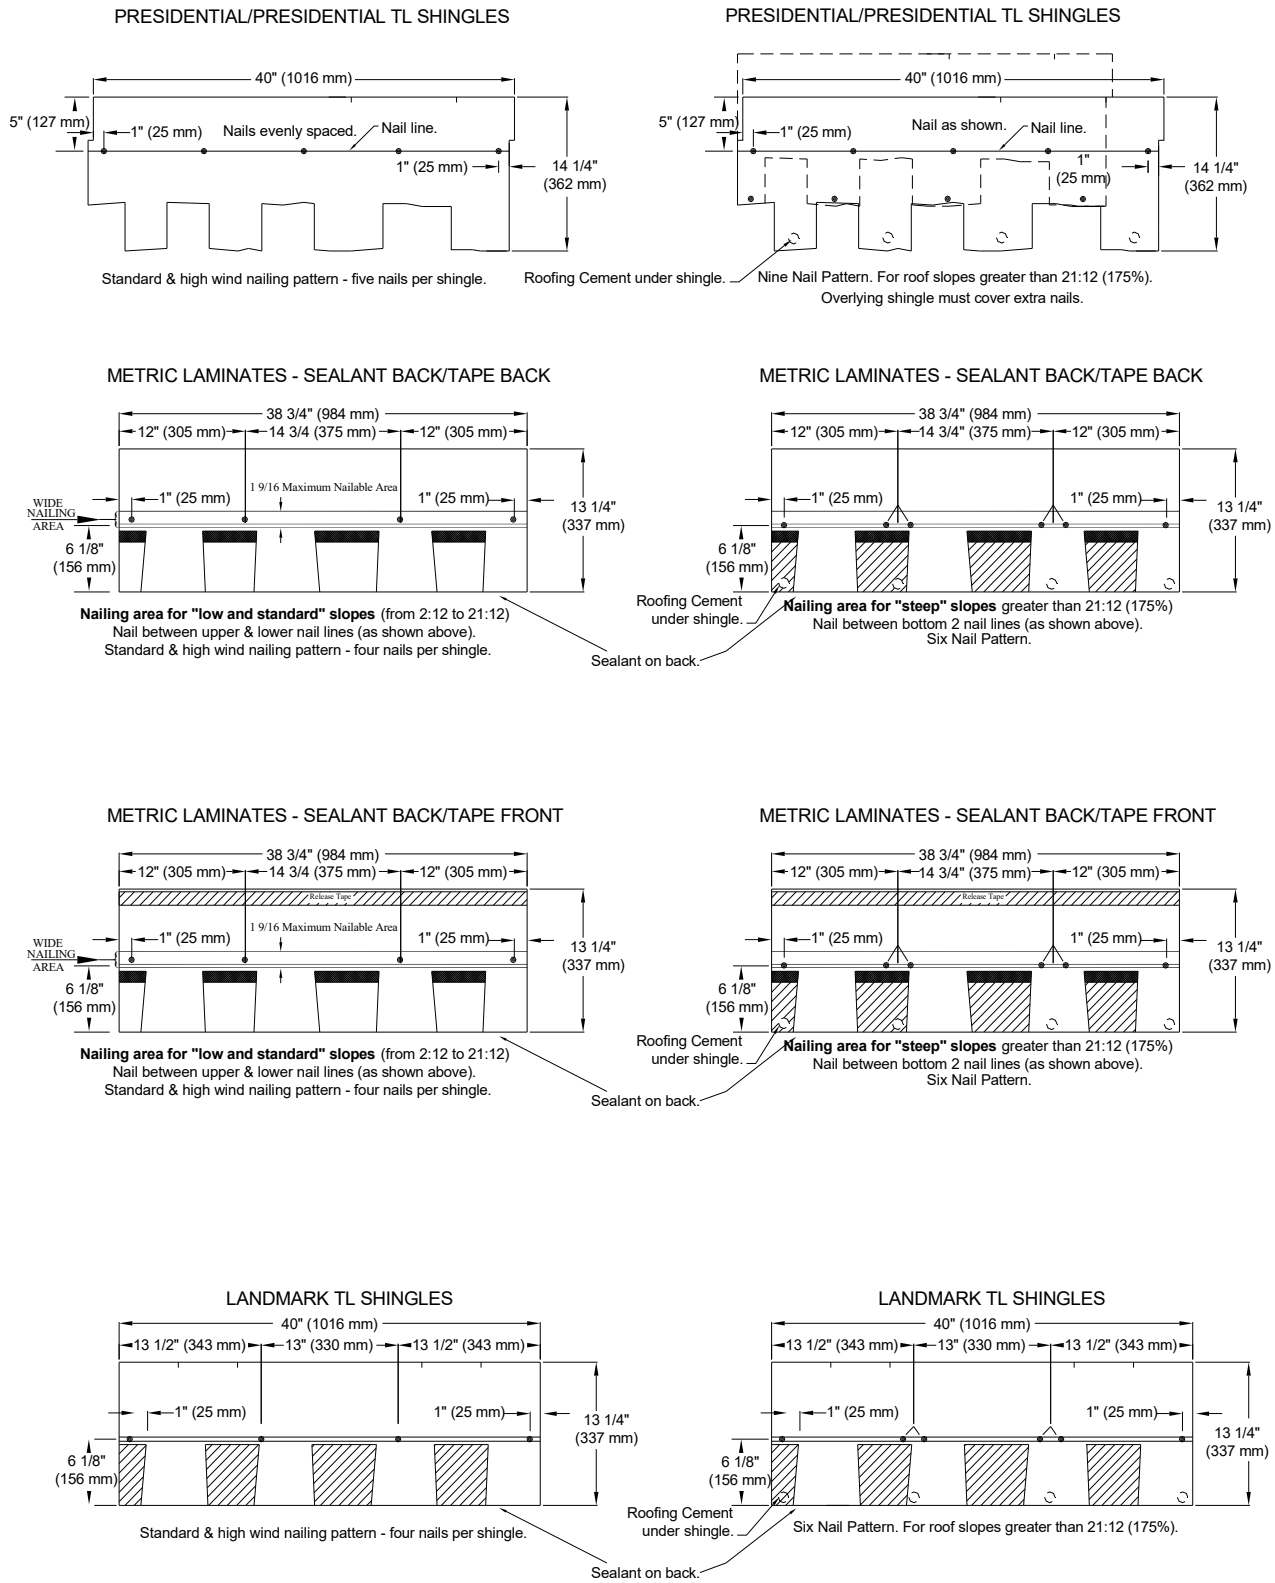 PRESIDENTIAL/PRESIDENTIAL TL SHINGLES
40" (1016 mm)
5" (127 mm)
1" (25 mm)
Nails evenly spaced.
Nail line.
1" (25 mm)
14 1/4"
(362 mm)
Standard & high wind nailing pattern - five nails per shingle.
PRESIDENTIAL/PRESIDENTIAL TL SHINGLES
40" (1016 mm)
5" (127 mm)
1" (25 mm)
Nail as shown.
Nail line.
1"
(25 mm)
14 1/4"
(362 mm)
Roofing Cement under shingle.
Nine Nail Pattern. For roof slopes greater than 21:12 (175%).
Overlying shingle must cover extra nails.
METRIC LAMINATES - SEALANT BACK/TAPE BACK
38 3/4" (984 mm)
12" (305 mm)
14 3/4 (375 mm)
12" (305 mm)
1 9/16 Maximum Nailable Area
1" (25 mm)
1" (25 mm)
WIDE
NAILING
AREA
13 1/4"
(337 mm)
6 1/8"
(156 mm)
Nailing area for "low and standard" slopes (from 2:12 to 21:12)
Nail between upper & lower nail lines (as shown above).
Standard & high wind nailing pattern - four nails per shingle.
METRIC LAMINATES - SEALANT BACK/TAPE BACK
38 3/4" (984 mm)
12" (305 mm)
14 3/4" (375 mm)
12" (305 mm)
1" (25 mm)
1" (25 mm)
13 1/4"
(337 mm)
6 1/8"
(156 mm)
Roofing Cement
under shingle.
Nailing area for "steep" slopes greater than 21:12 (175%)
Nail between bottom 2 nail lines (as shown above).
Six Nail Pattern.
Sealant on back.
METRIC LAMINATES - SEALANT BACK/TAPE FRONT
38 3/4" (984 mm)
12" (305 mm)
14 3/4 (375 mm)
12" (305 mm)
Release Tape
1 9/16 Maximum Nailable Area
1" (25 mm)
1" (25 mm)
WIDE
NAILING
AREA
13 1/4"
(337 mm)
6 1/8"
(156 mm)
Nailing area for "low and standard" slopes (from 2:12 to 21:12)
Nail between upper & lower nail lines (as shown above).
Standard & high wind nailing pattern - four nails per shingle.
METRIC LAMINATES - SEALANT BACK/TAPE FRONT
38 3/4" (984 mm)
12" (305 mm)
14 3/4" (375 mm)
12" (305 mm)
Release Tape
1" (25 mm)
1" (25 mm)
13 1/4"
(337 mm)
6 1/8"
(156 mm)
Roofing Cement
under shingle.
Nailing area for "steep" slopes greater than 21:12 (175%)
Nail between bottom 2 nail lines (as shown above).
Six Nail Pattern.
Sealant on back.
LANDMARK TL SHINGLES
40" (1016 mm)
13 1/2" (343 mm)
13" (330 mm)
13 1/2" (343 mm)
1" (25 mm)
1" (25 mm)
13 1/4"
(337 mm)
6 1/8"
(156 mm)
Standard & high wind nailing pattern - four nails per shingle.
LANDMARK TL SHINGLES
40" (1016 mm)
13 1/2" (343 mm)
13" (330 mm)
13 1/2" (343 mm)
1" (25 mm)
1" (25 mm)
13 1/4"
(337 mm)
6 1/8"
(156 mm)
Roofing Cement
under shingle.
Six Nail Pattern. For roof slopes greater than 21:12 (175%).
Sealant on back.